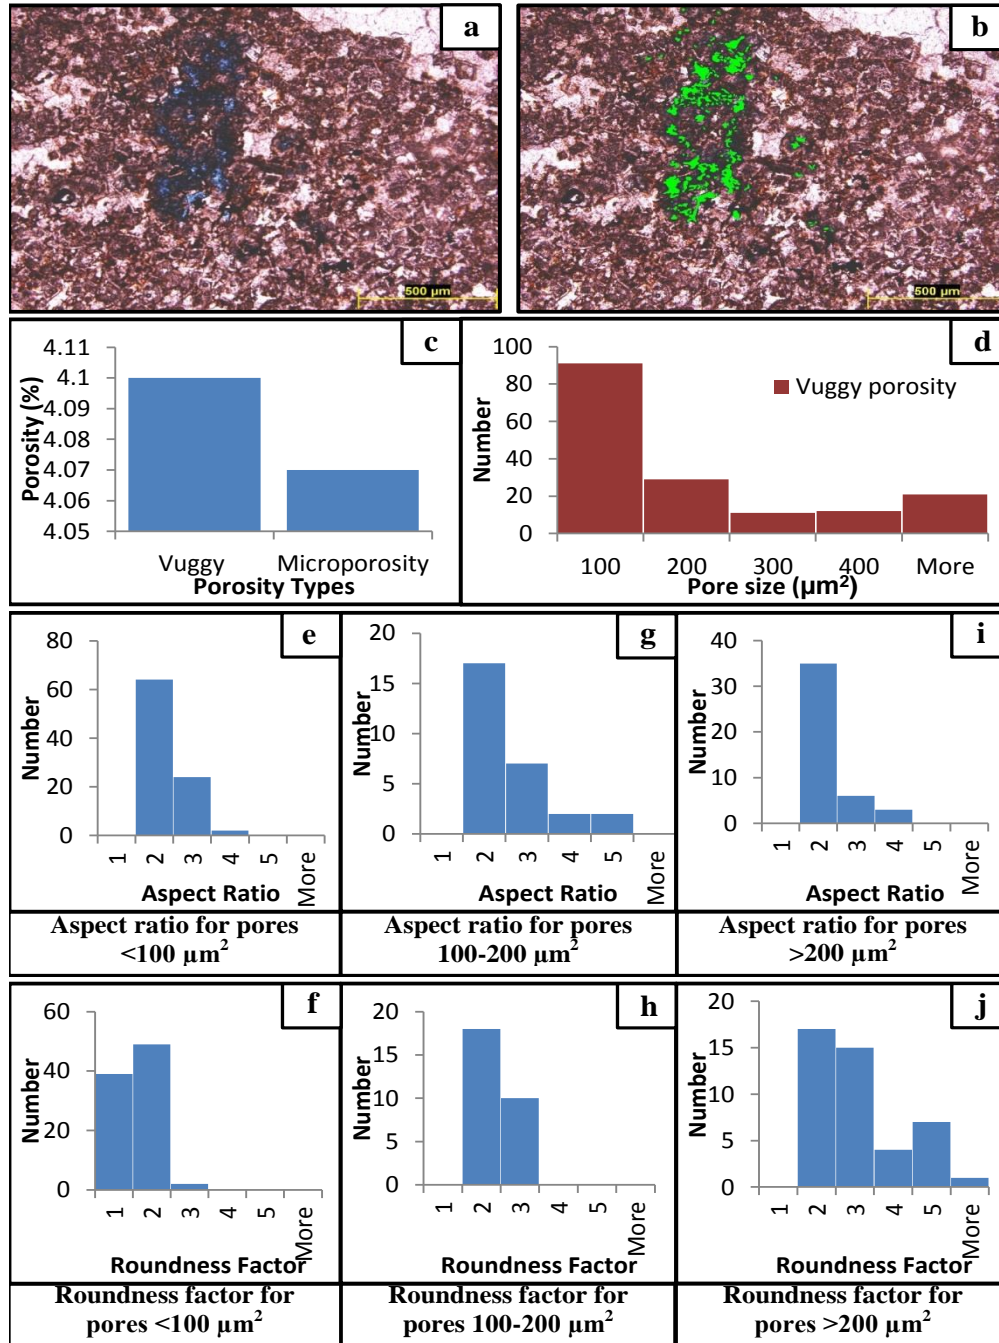 a
b
500 µm
500 µm
c
4.11
4.1
4.09
4.08
4.07
4.06
4.05
Porosity (%)
Vuggy Microporosity
Porosity Types
d
100
80
60
40
20
0
Number
Vuggy porosity
100 200 300 400 More
Pore size (µm²)
e
80
60
40
20
0
Number
1 2 3 4 5 More
Aspect Ratio
Aspect ratio for pores
<100 µm²
g
20
15
10
5
0
Number
1 2 3 4 5 More
Aspect Ratio
Aspect ratio for pores
100-200 µm²
i
40
30
20
10
0
Number
1 2 3 4 5 More
Aspect Ratio
Aspect ratio for pores
>200 µm²
f
60
40
20
0
Number
1 2 3 4 5 More
Roundness Factor
Roundness factor for
pores <100 µm²
h
20
15
10
5
0
Number
1 2 3 4 5 More
Roundness Factor
Roundness factor for
pores 100-200 µm²
j
20
15
10
5
0
Number
1 2 3 4 5 More
Roundness Factor
Roundness factor for
pores >200 µm²